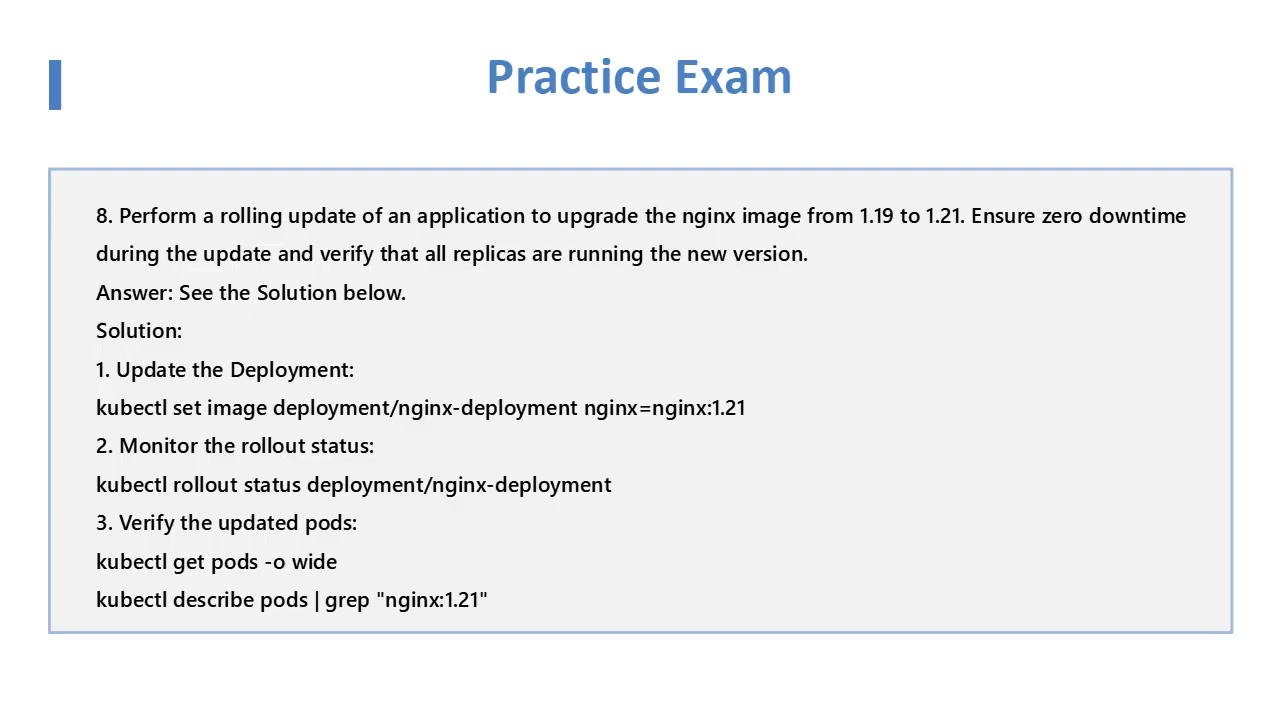 Practice Exam
8. Perform a rolling update of an application to upgrade the nginx image from 1.19 to 1.21. Ensure zero downtime
during the update and verify that all replicas are running the new version.
Answer: See the Solution below.
Solution:
1. Update the Deployment:
kubectl set image deployment/nginx-deployment nginx=nginx:1.21
2. Monitor the rollout status:
kubectl rollout status deployment/nginx-deployment
3. Verify the updated pods:
kubectl get pods -o wide
kubectl describe pods | grep "nginx:1.21"